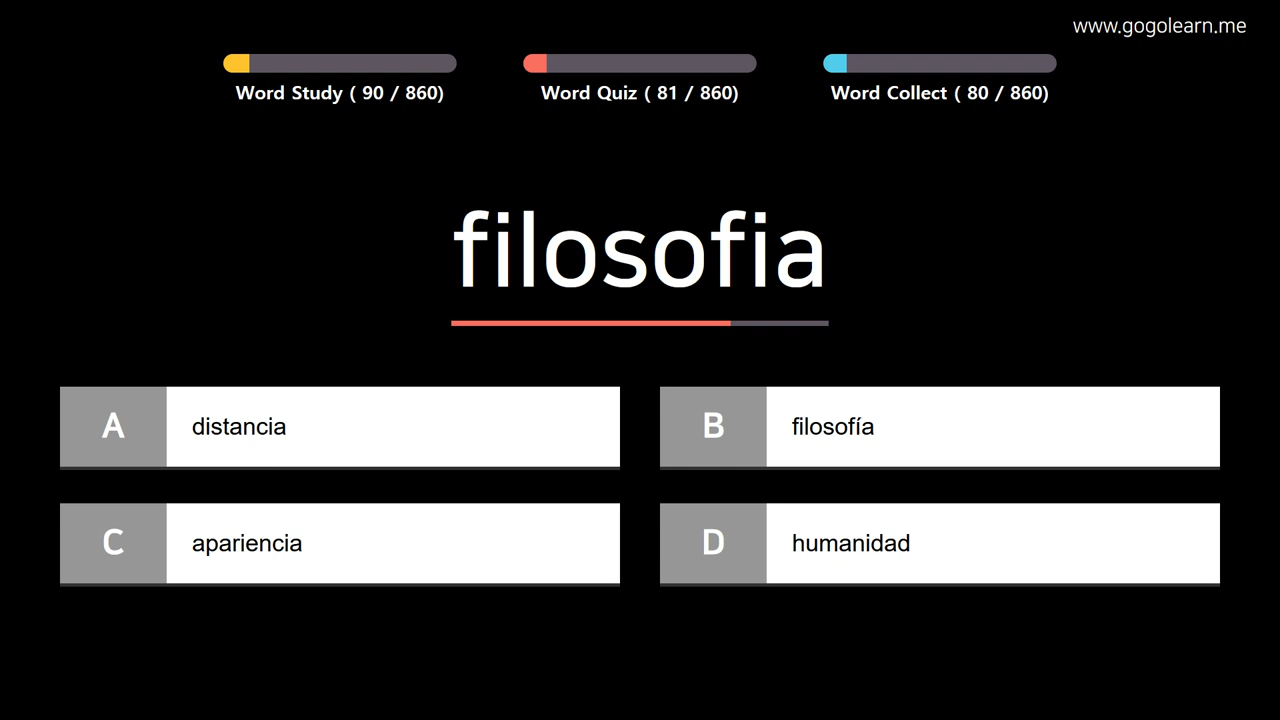 www.gogolearn.me
Word Study ( 90 / 860)
Word Quiz ( 81 / 860)
Word Collect ( 80 / 860)
filosofia
A distancia
B filosofía
C apariencia
D humanidad